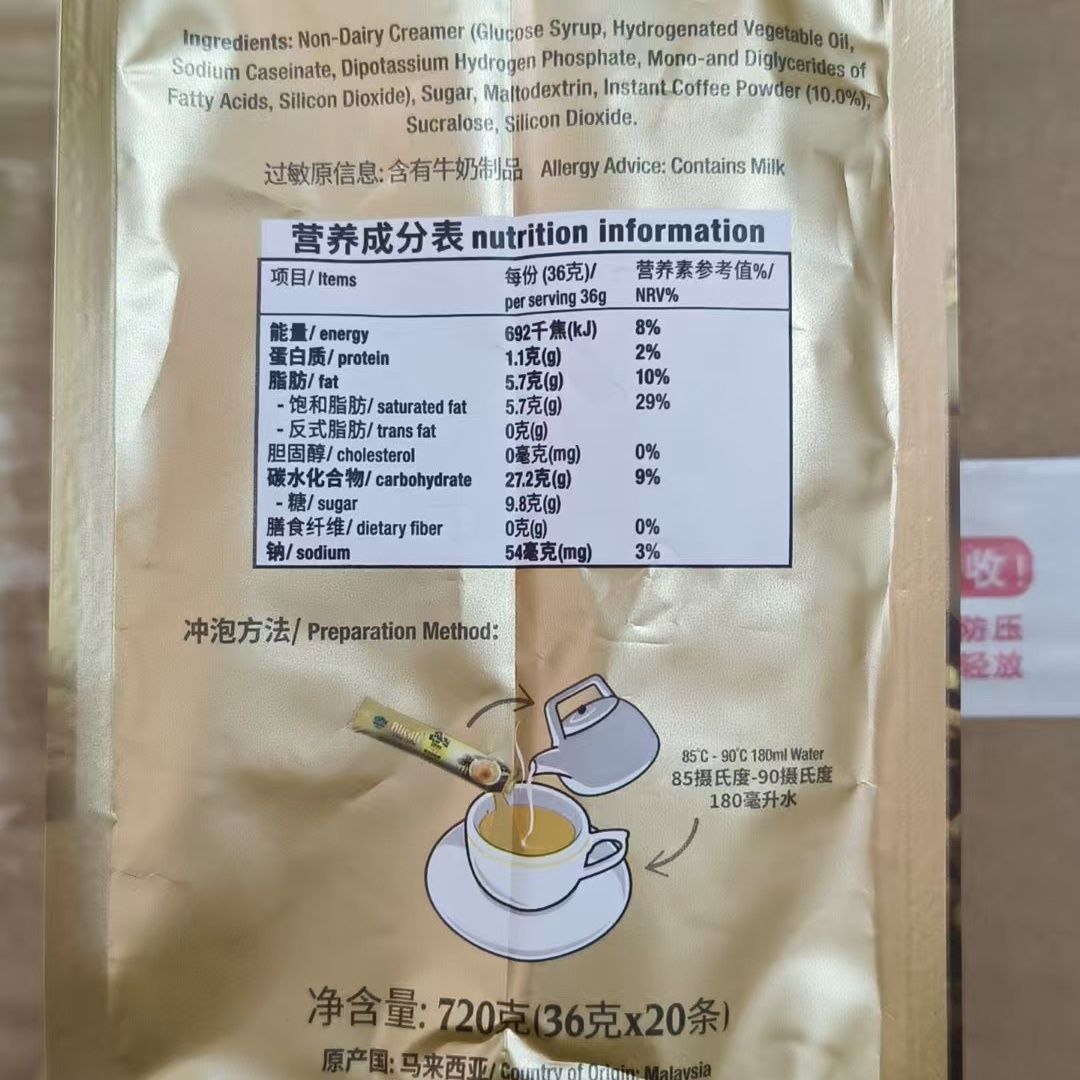 Ingredients: Non-Dairy Creamer (Glucose Syrup, Hydrogenated Vegetable Oil,
Sodium Caseinate, Dipotassium Hydrogen Phosphate, Mono-and Diglycerides of
Fatty Acids, Silicon Dioxide), Sugar, Maltodextrin, Instant Coffee Powder (10.0%),
Sucralose, Silicon Dioxide.
过敏原信息:含有牛奶制品 Allergy Advice: Contains Milk
营养成分表 nutrition information
项目/ Items 每份 (36克)/ 营养素参考值%/
per serving 36g NRV%
能量/ energy 692千焦(kJ) 8%
蛋白质/ protein 1.1克(g) 2%
脂肪/ fat 5.7克(g) 10%
- 饱和脂肪/ saturated fat 5.7克(g) 29%
- 反式脂肪/ trans fat 0克(g)
胆固醇/ cholesterol 0毫克(mg) 0%
碳水化合物/ carbohydrate 27.2克(g) 9%
- 糖/ sugar 9.8克(g)
膳食纤维/ dietary fiber 0克(g) 0%
钠/ sodium 54毫克(mg) 3%
收!
防压
轻放
冲泡方法/ Preparation Method:
85°C - 90°C 180ml Water
85摄氏度-90摄氏度
180毫升水
净含量: 720克(36克x20条)
原产国: 马来西亚/ Country of Origin: Malaysia